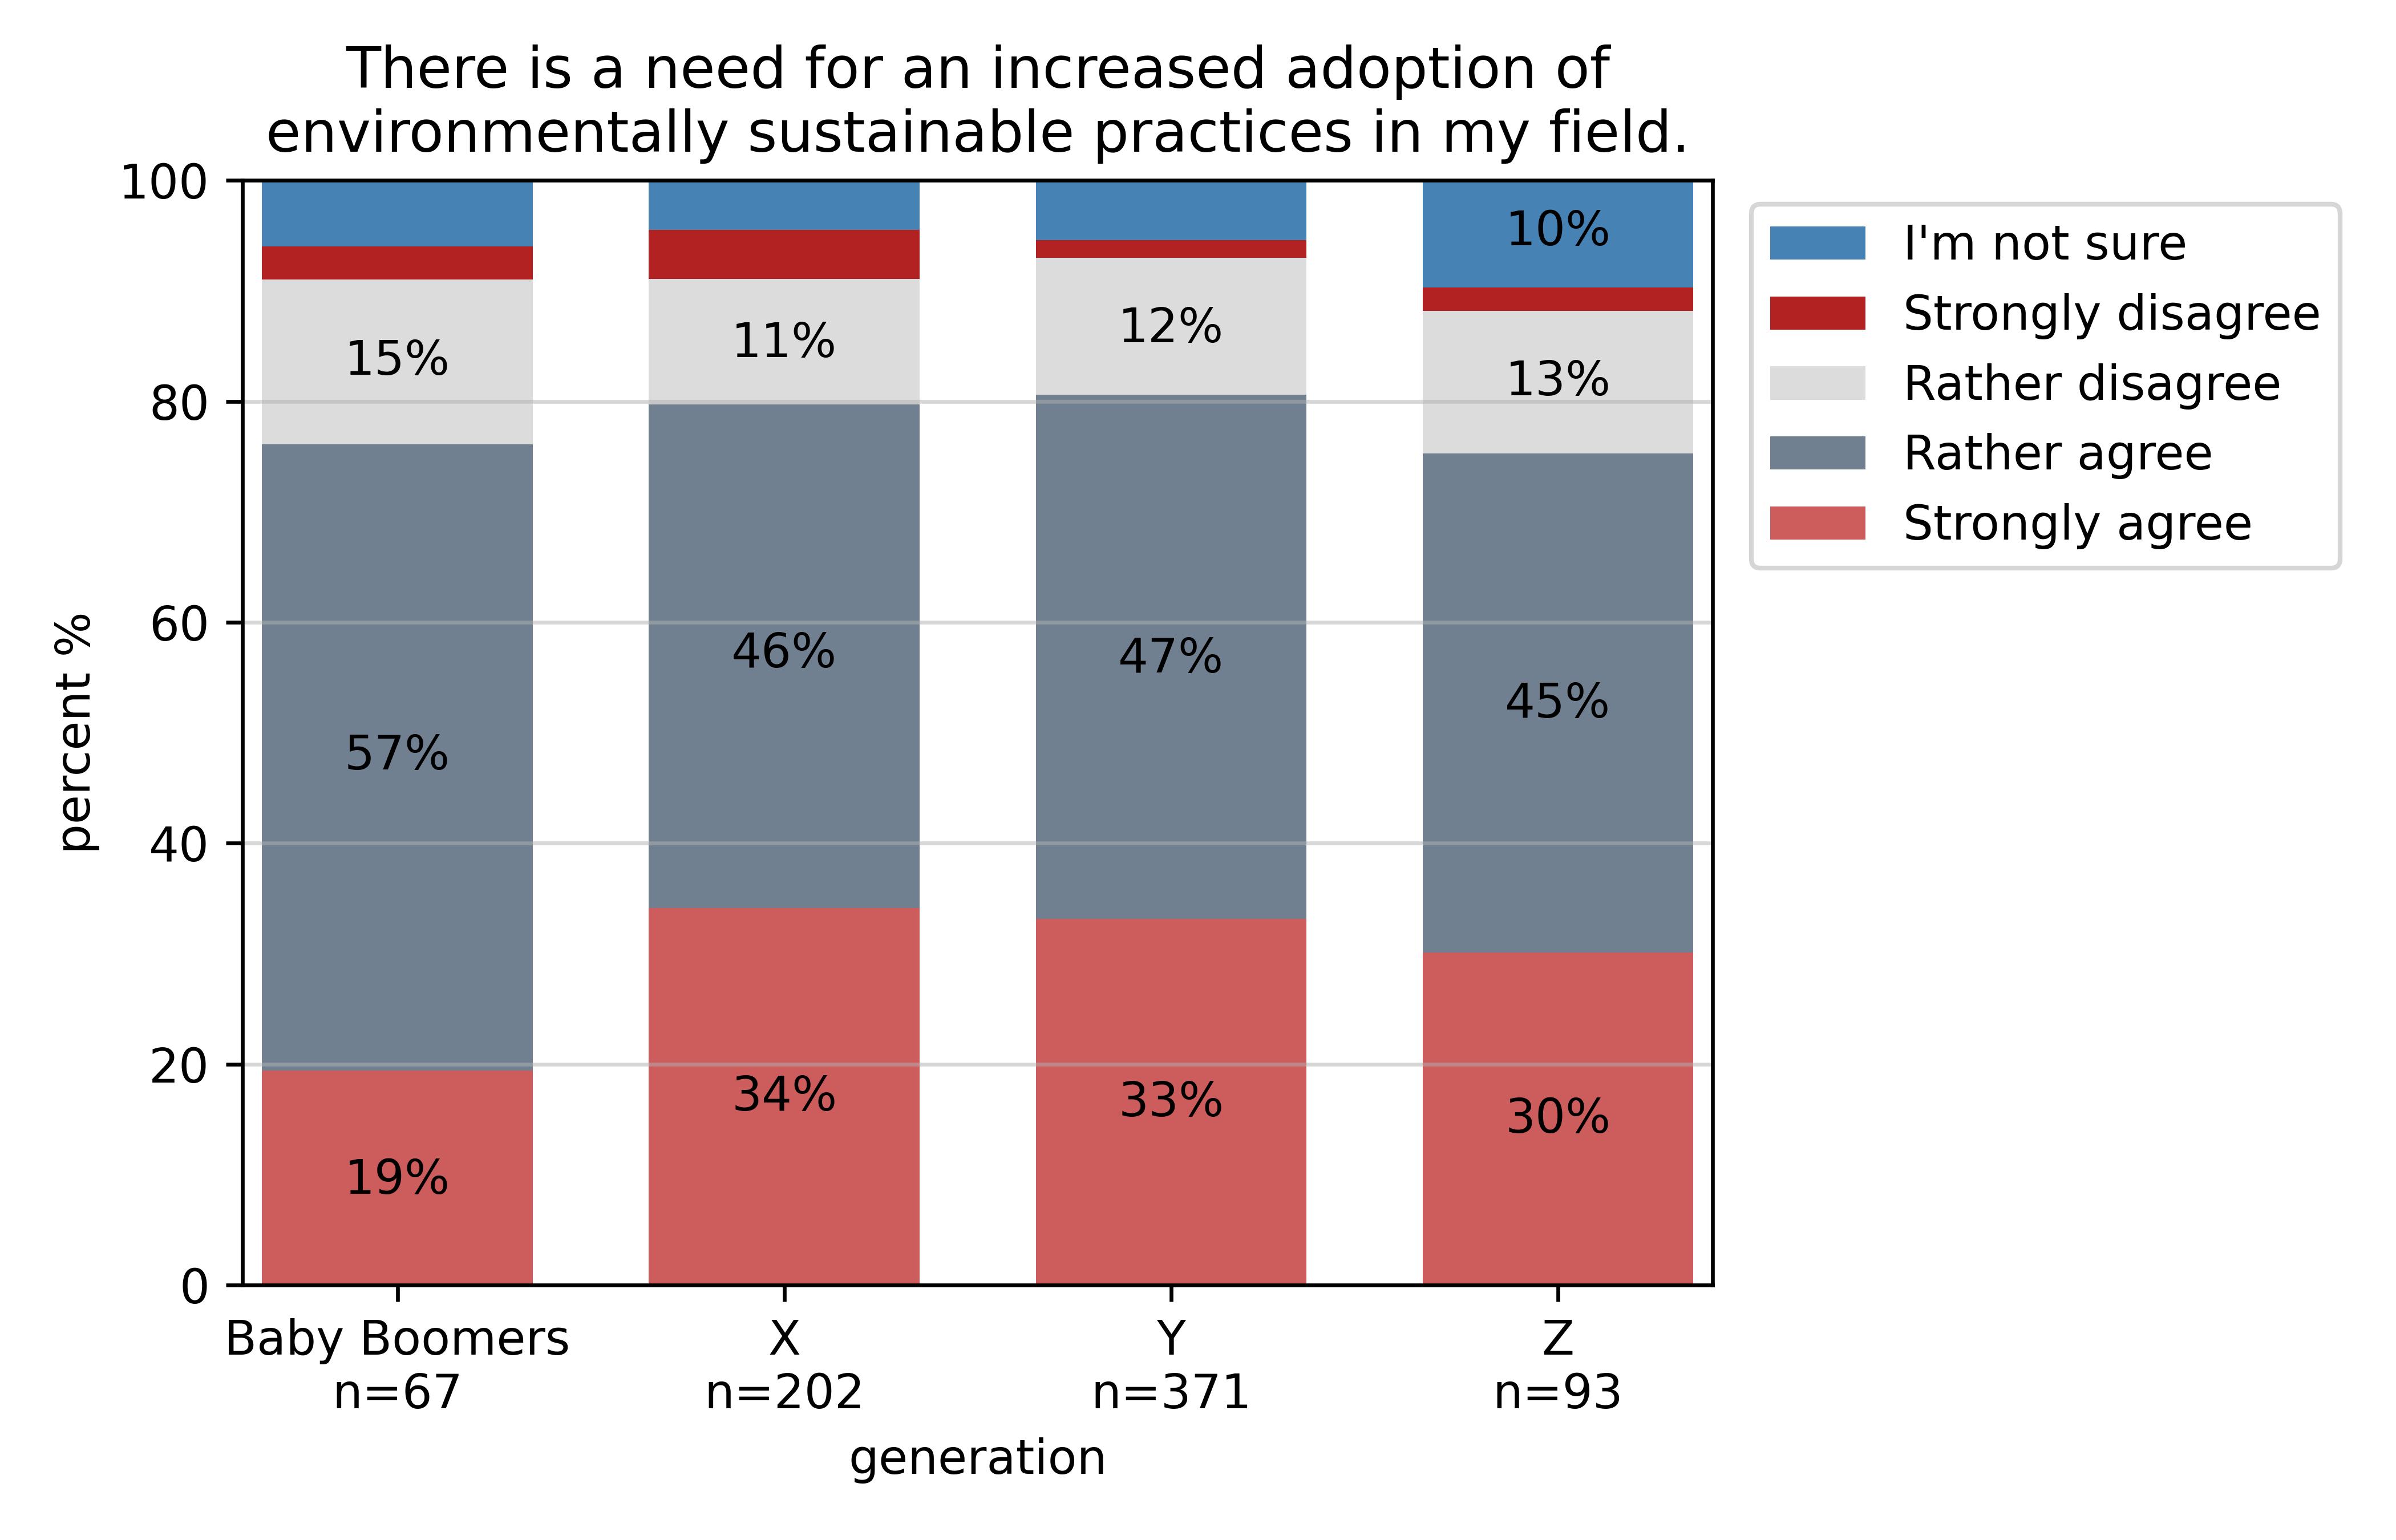 There is a need for an increased adoption of
environmentally sustainable practices in my field.
percent %
100
80
60
40
20
0
15%
57%
19%
11%
46%
34%
12%
47%
33%
10%
13%
45%
30%
Baby Boomers
n=67
X
n=202
Y
n=371
Z
n=93
generation
I'm not sure
Strongly disagree
Rather disagree
Rather agree
Strongly agree